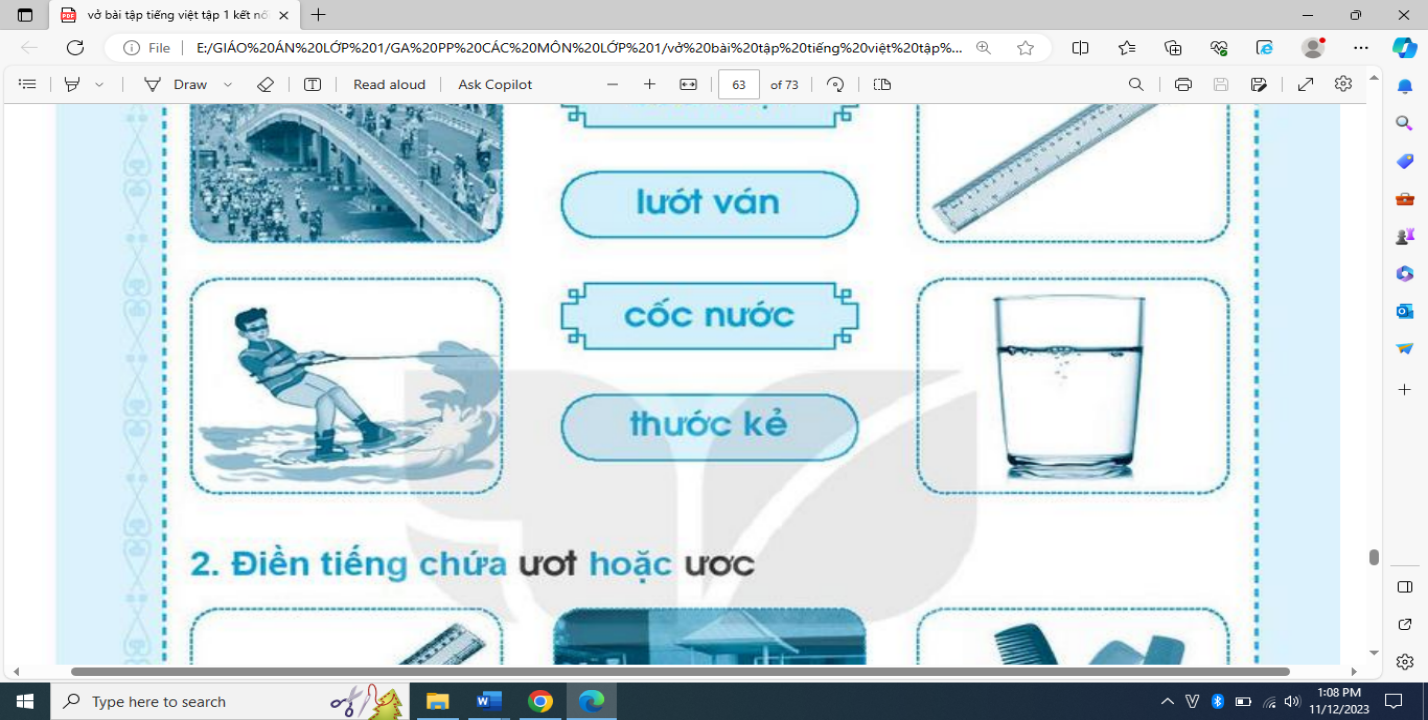 vở bài tập tiếng việt tập 1 kết nố
File
E:/GIÁO%20ÁN%20LỚP%201/GA%20PP%20CÁC%20MÔN%20LỚP%201/vở%20bài%20tập%20tiếng%20việt%20tập%...
Draw
Read aloud
Ask Copilot
63
of 73
lướt ván
cốc nước
thước kẻ
2. Điền tiếng chứa ươt hoặc ươc
Type here to search
1:08 PM
11/12/2023